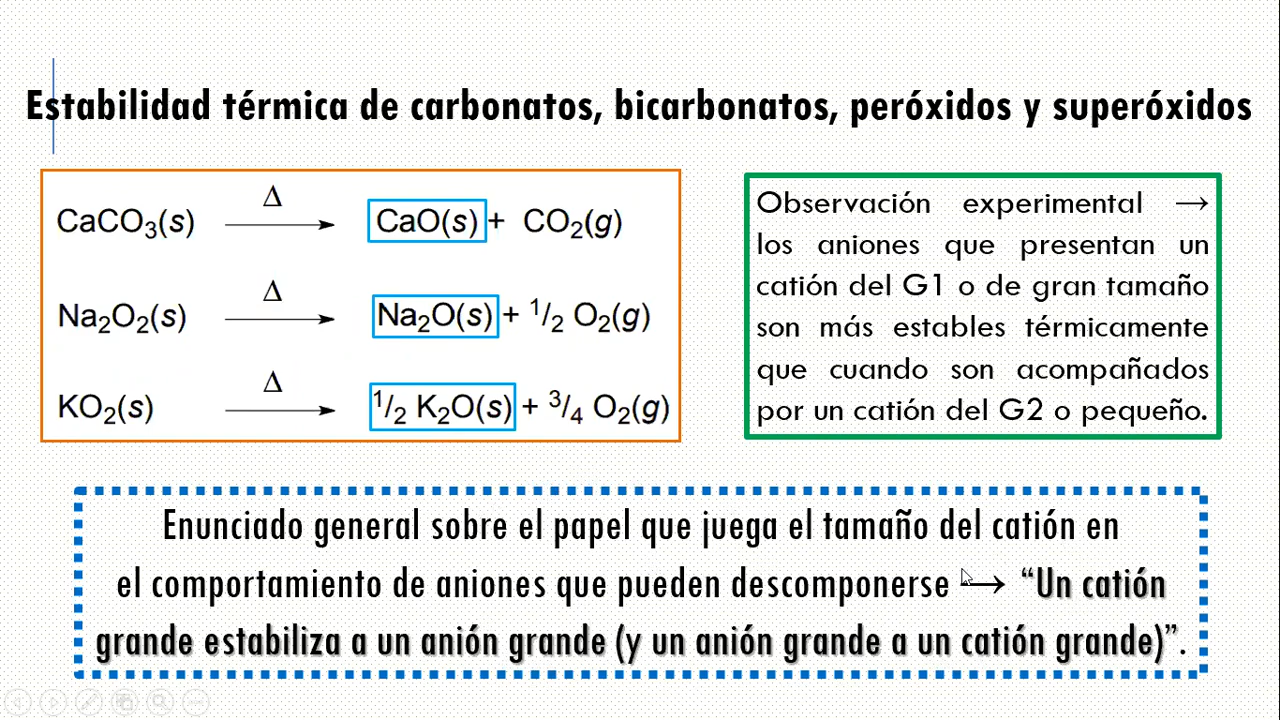 Estabilidad térmica de carbonatos, bicarbonatos, peróxidos y superóxidos
CaCO₃(s) Δ → CaO(s) + CO₂(g)
Na₂O₂(s) Δ → Na₂O(s) + ¹/₂ O₂(g)
KO₂(s) Δ → ¹/₂ K₂O(s) + ³/₄ O₂(g)
Observación experimental →
los aniones que presentan un
catión del G1 o de gran tamaño
son más estables térmicamente
que cuando son acompañados
por un catión del G2 o pequeño.
Enunciado general sobre el papel que juega el tamaño del catión en
el comportamiento de aniones que pueden descomponerse → “Un catión
grande estabiliza a un anión grande (y un anión grande a un catión grande)”.